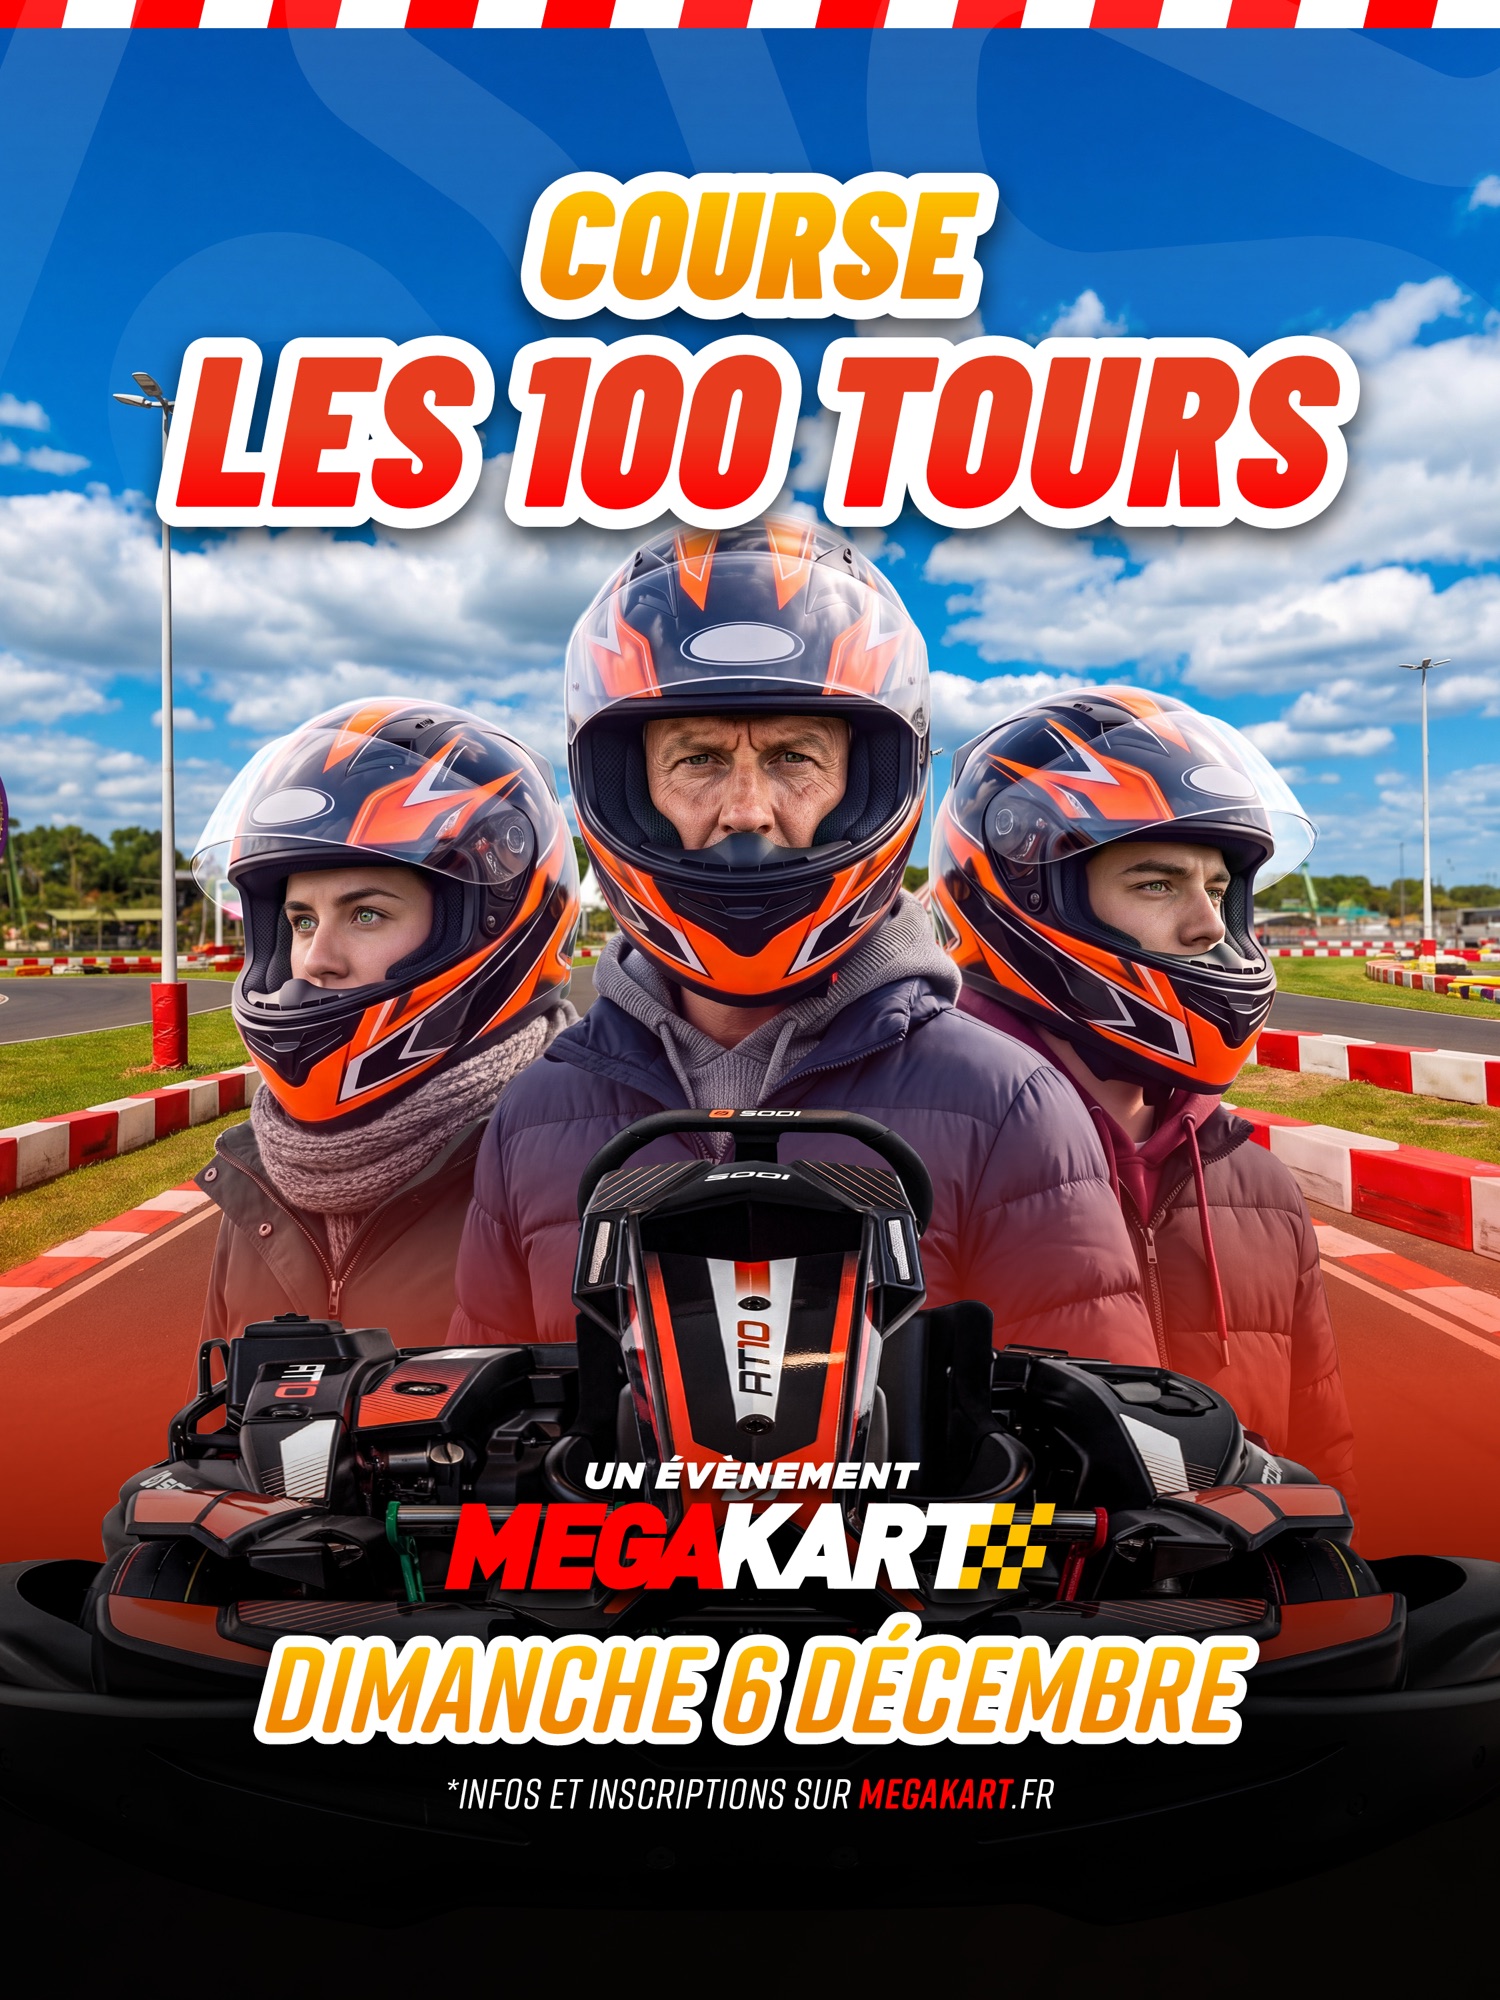 COURSE
LES 100 TOURS
SODI
SODI
AT10
AT10
UN ÉVÈNEMENT
MEGAKART
DIMANCHE 6 DÉCEMBRE
*INFOS ET INSCRIPTIONS SUR MEGAKART.FR